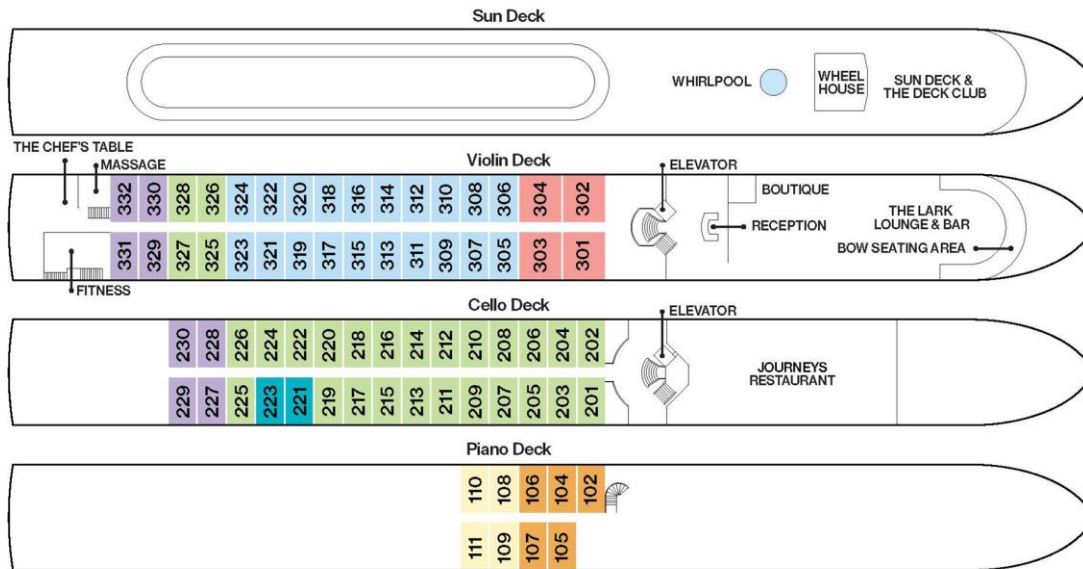 Sun Deck
WHIRLPOOL
WHEEL
HOUSE
SUN DECK &
THE DECK CLUB
THE CHEF'S TABLE
MASSAGE
Violin Deck
ELEVATOR
332 330 328 326 324 322 320 318 316 314 312 310 308 306 304 302
BOUTIQUE
RECEPTION
THE LARK
LOUNGE & BAR
BOW SEATING AREA
331 329 327 325 323 321 319 317 315 313 311 309 307 305 303 301
FITNESS
Cello Deck
ELEVATOR
230 228 226 224 222 220 218 216 214 212 210 208 206 204 202
JOURNEYS
RESTAURANT
229 227 225 223 221 219 217 215 213 211 209 207 205 203 201
Piano Deck
110 108 106 104 102
111 109 107 105